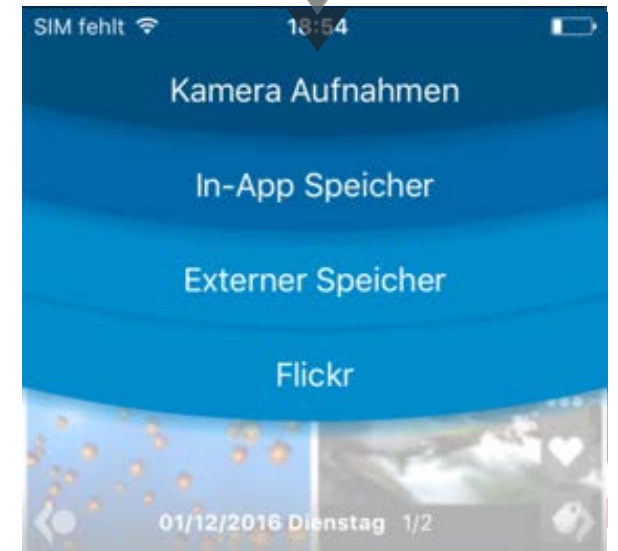 SIM fehlt 18:54
Kamera Aufnahmen
In-App Speicher
Externer Speicher
Flickr
01/12/2016 Dienstag 1/2